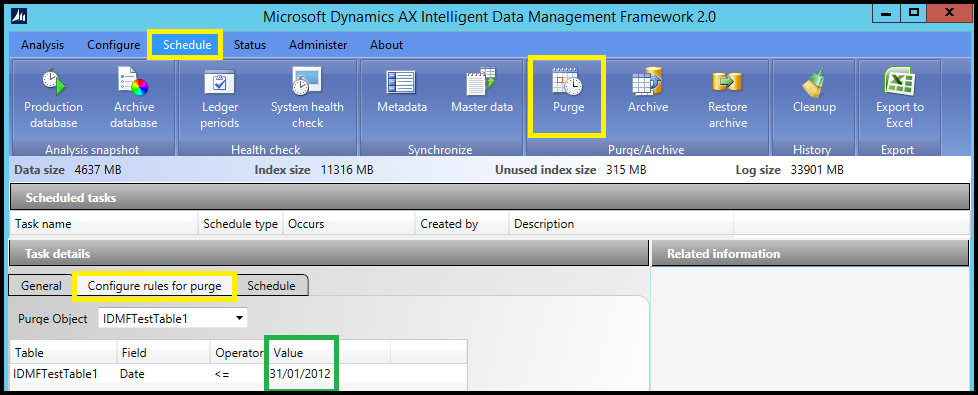 Microsoft Dynamics AX Intelligent Data Management Framework 2.0
Analysis Configure Schedule Status Administer About
Production database
Archive database
Ledger periods
System health check
Metadata
Master data
Purge
Archive
Restore archive
Cleanup
Export to Excel
Analysis snapshot Health check Synchronize Purge/Archive History Export
Data size 4637 MB Index size 11316 MB Unused index size 315 MB Log size 33901 MB
Scheduled tasks
Task name Schedule type Occurs Created by Description
Task details Related information
General Configure rules for purge Schedule
Purge Object IDMFTestTable1
Table Field Operator Value
IDMFTestTable1 Date <= 31/01/2012